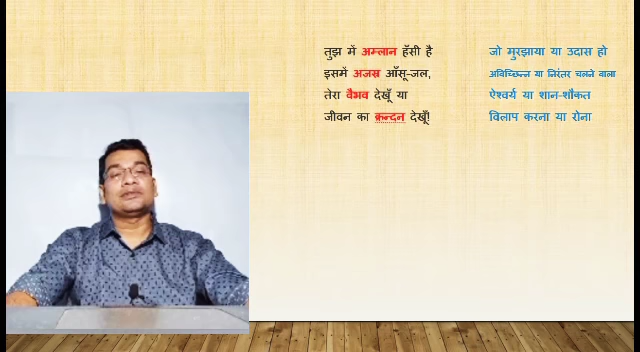 तुझ में अम्लान हँसी है
इसमें अजस्र आँसू-जल,
तेरा वैभव देखूँ या
जीवन का क्रन्दन देखूँ!
जो मुरझाया या उदास हो
अविच्छिन्न या निरंतर चलने वाला
ऐश्वर्य या शान-शौकत
विलाप करना या रोना